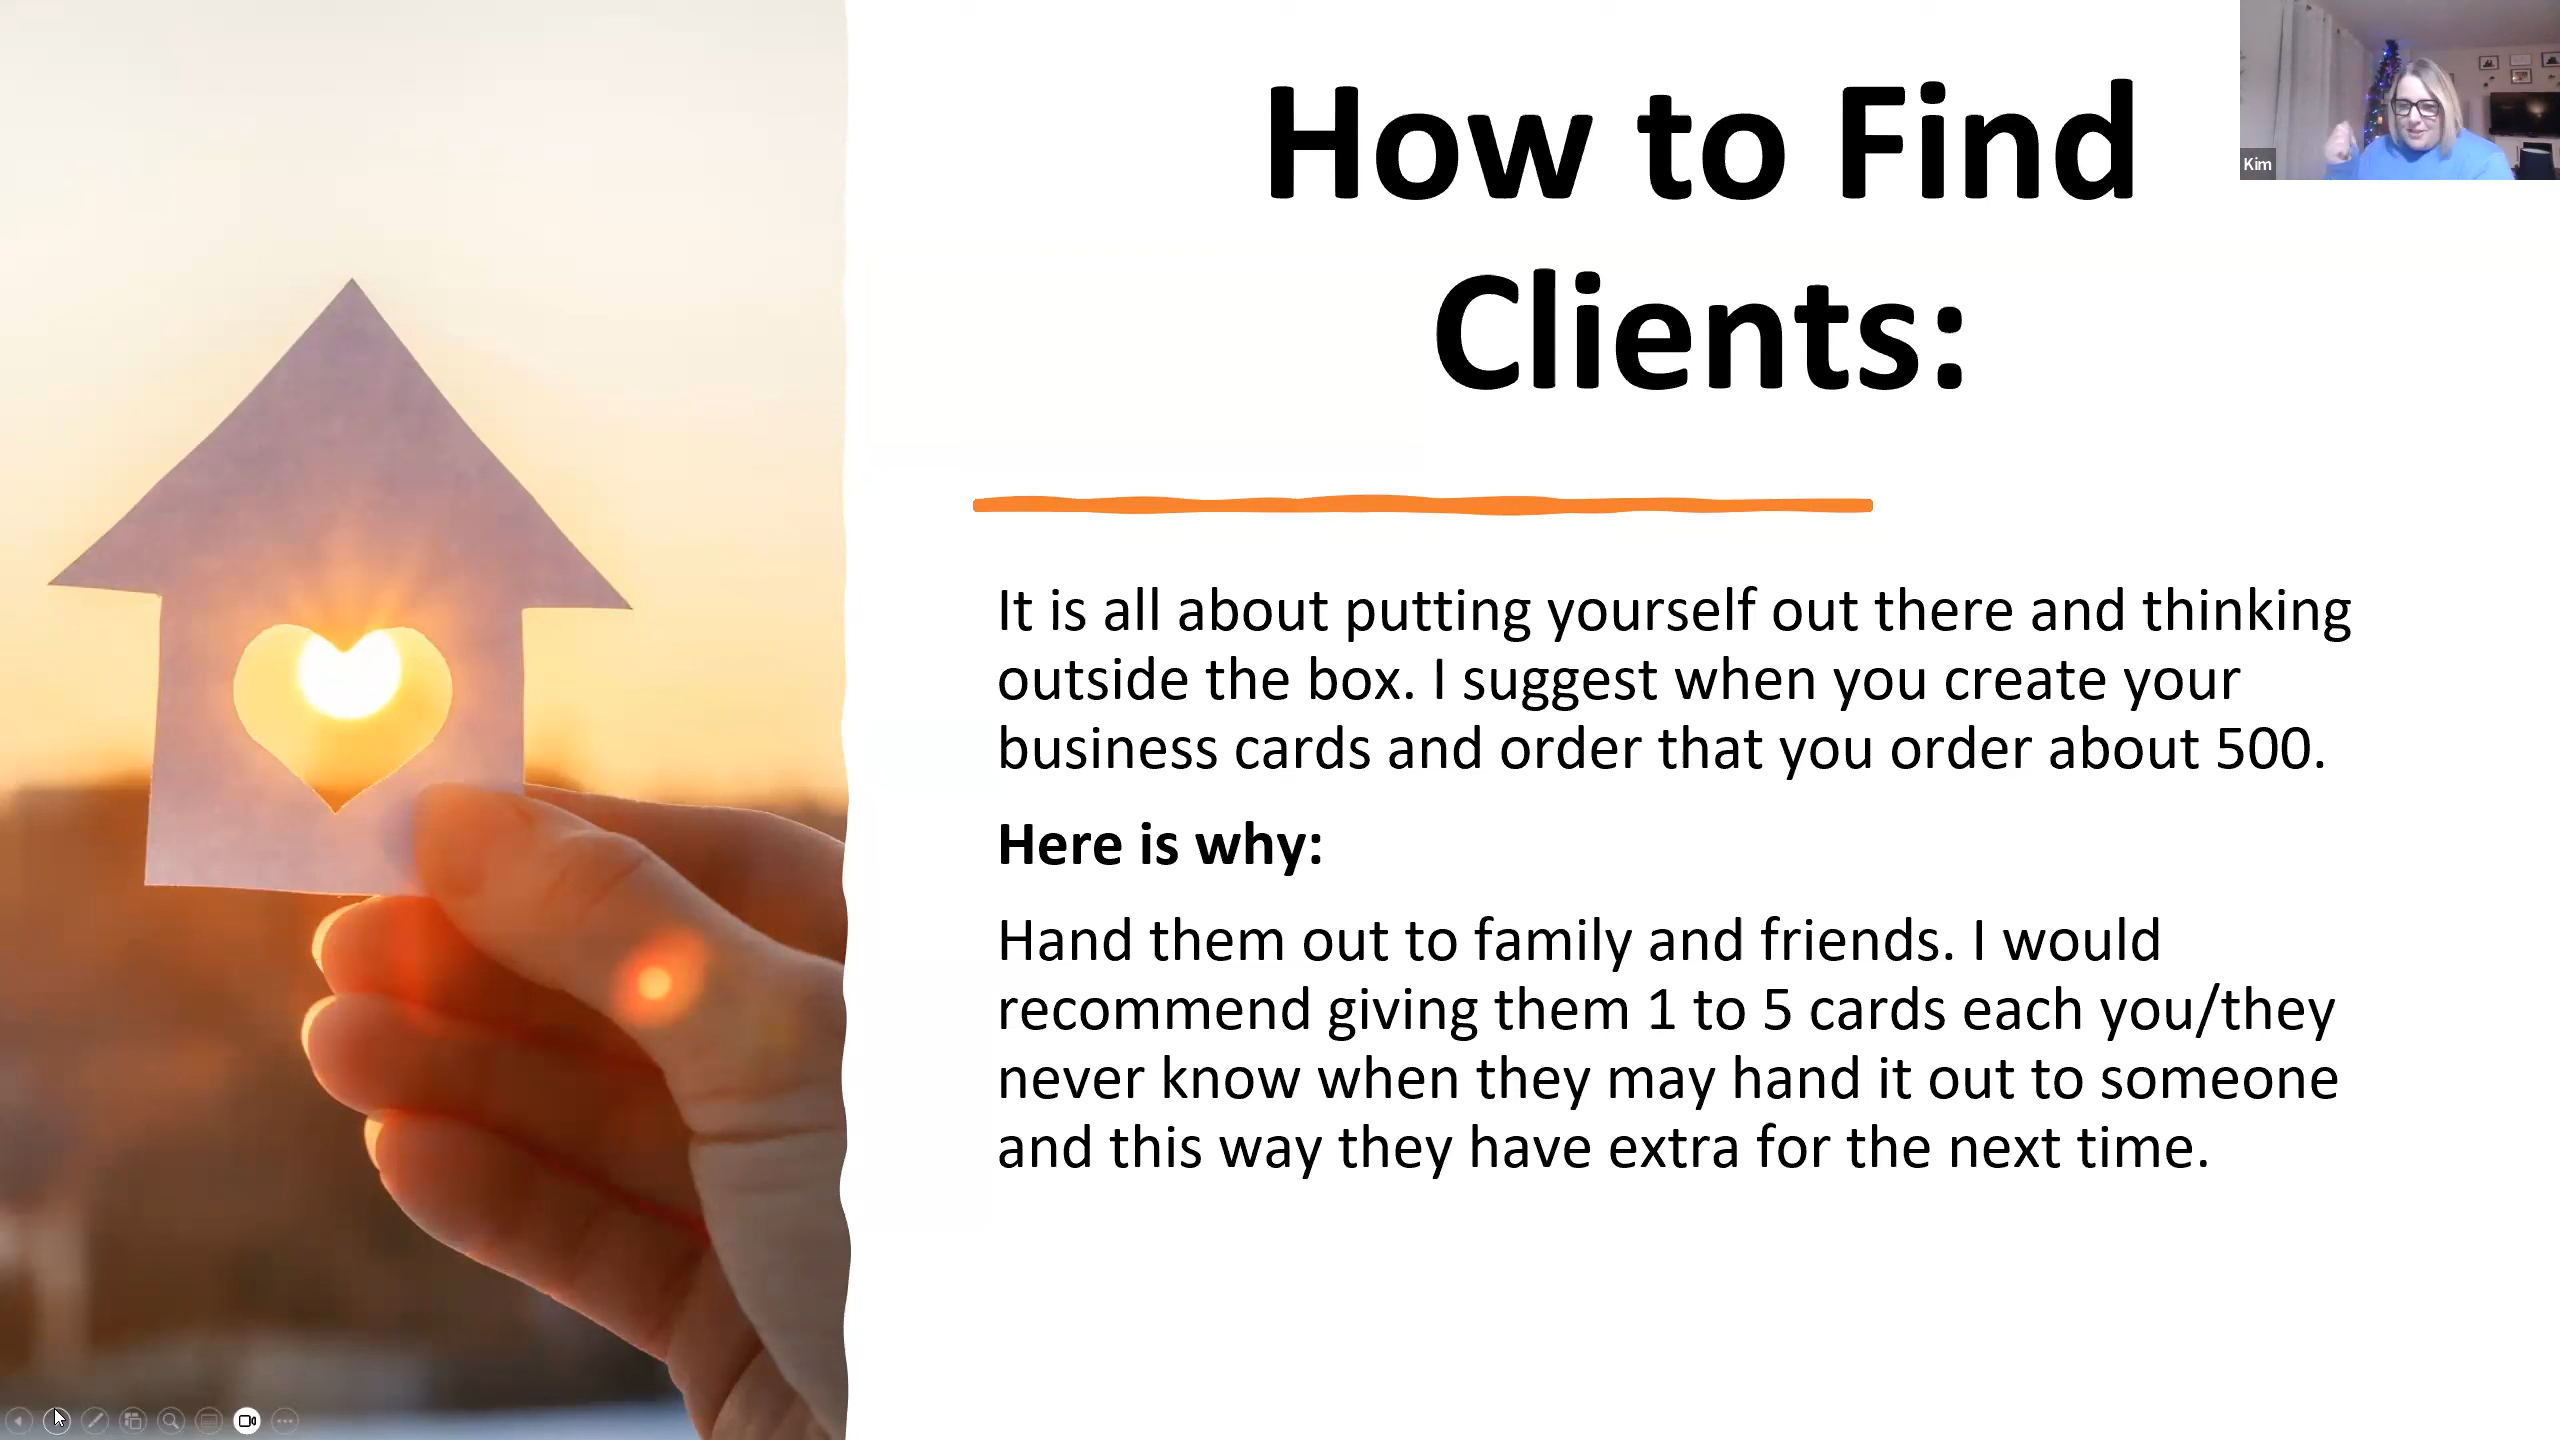 How to Find
Clients:
Kim
It is all about putting yourself out there and thinking
outside the box. I suggest when you create your
business cards and order that you order about 500.
Here is why:
Hand them out to family and friends. I would
recommend giving them 1 to 5 cards each you/they
never know when they may hand it out to someone
and this way they have extra for the next time.